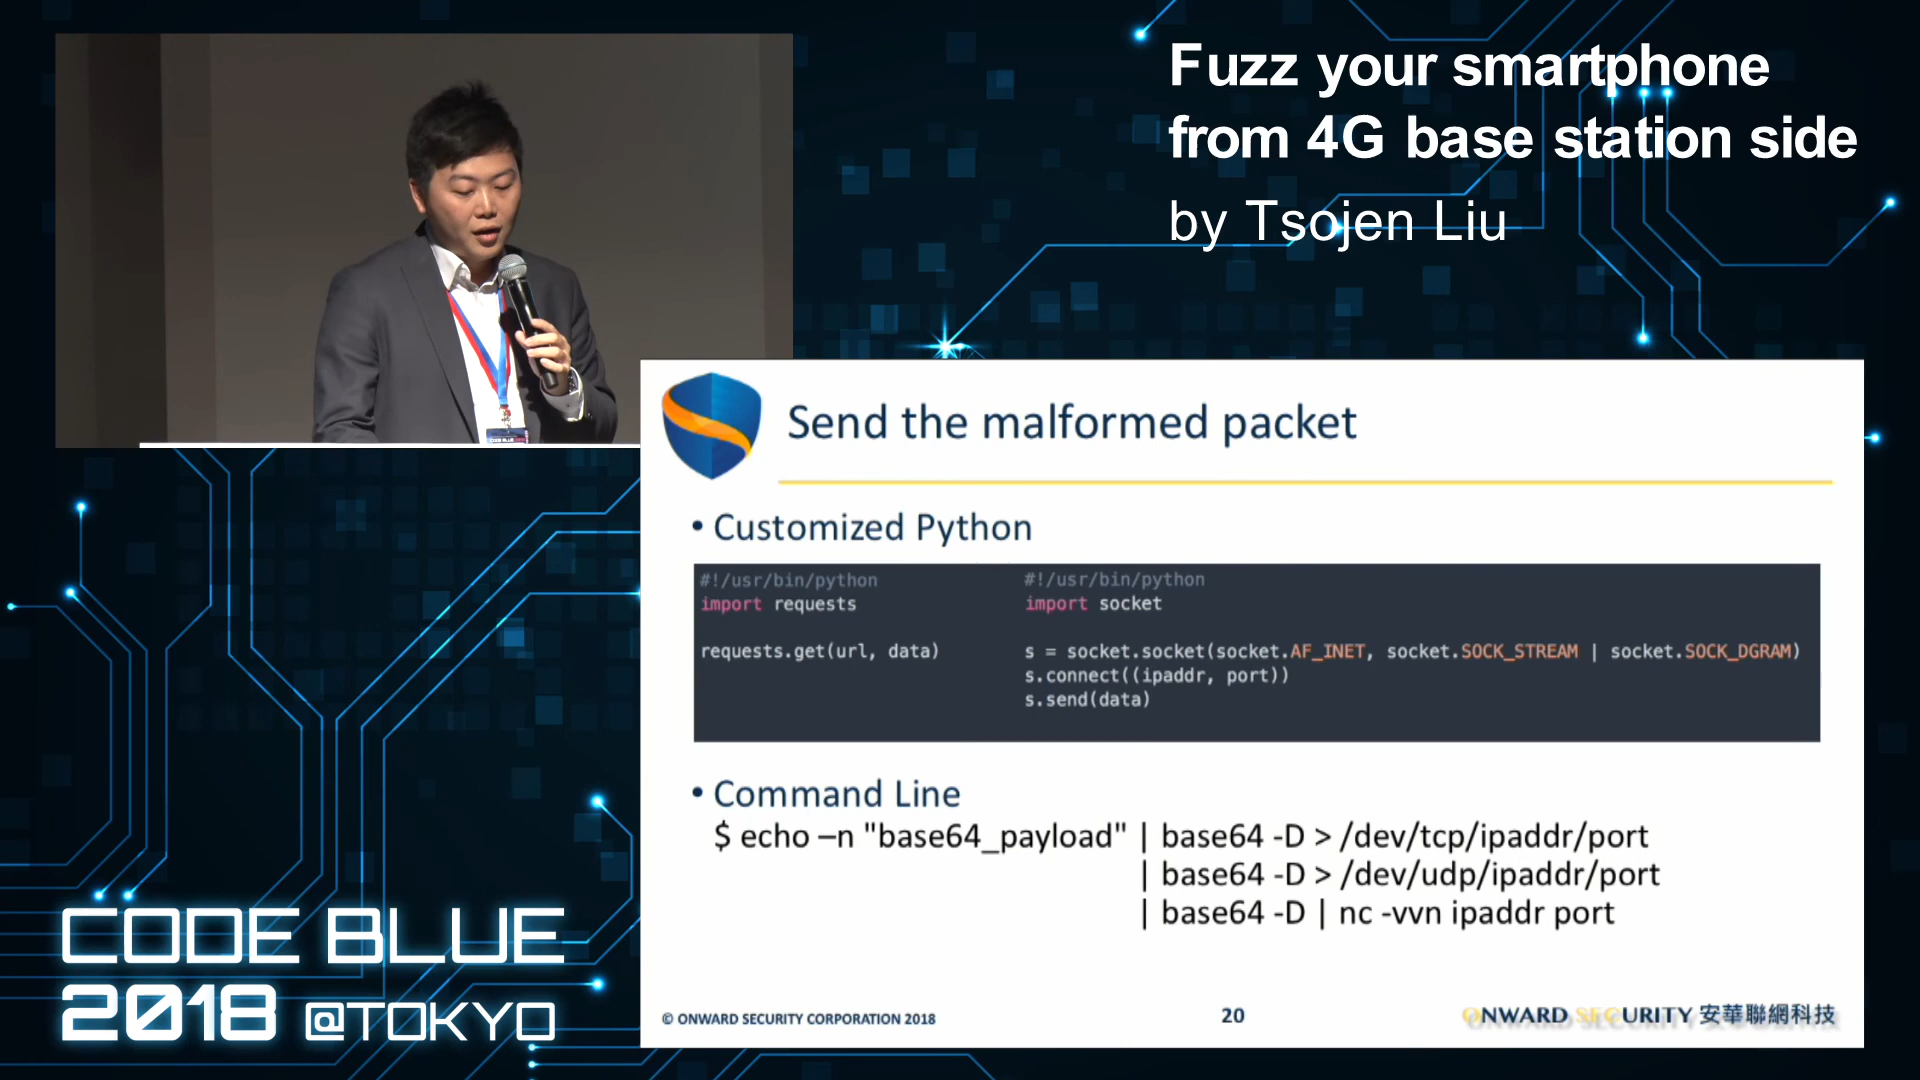 Fuzz your smartphone
from 4G base station side
by Tsojen Liu
Send the malformed packet
• Customized Python
#!/usr/bin/python
import requests
requests.get(url, data)
#!/usr/bin/python
import socket
s = socket.socket(socket.AF_INET, socket.SOCK_STREAM | socket.SOCK_DGRAM)
s.connect((ipaddr, port))
s.send(data)
• Command Line
$ echo –n "base64_payload" | base64 -D > /dev/tcp/ipaddr/port
| base64 -D > /dev/udp/ipaddr/port
| base64 -D | nc -vvn ipaddr port
© ONWARD SECURITY CORPORATION 2018
20
ONWARD SECURITY 安華聯網科技
CODE BLUE
2018 @TOKYO
CODE BLUE